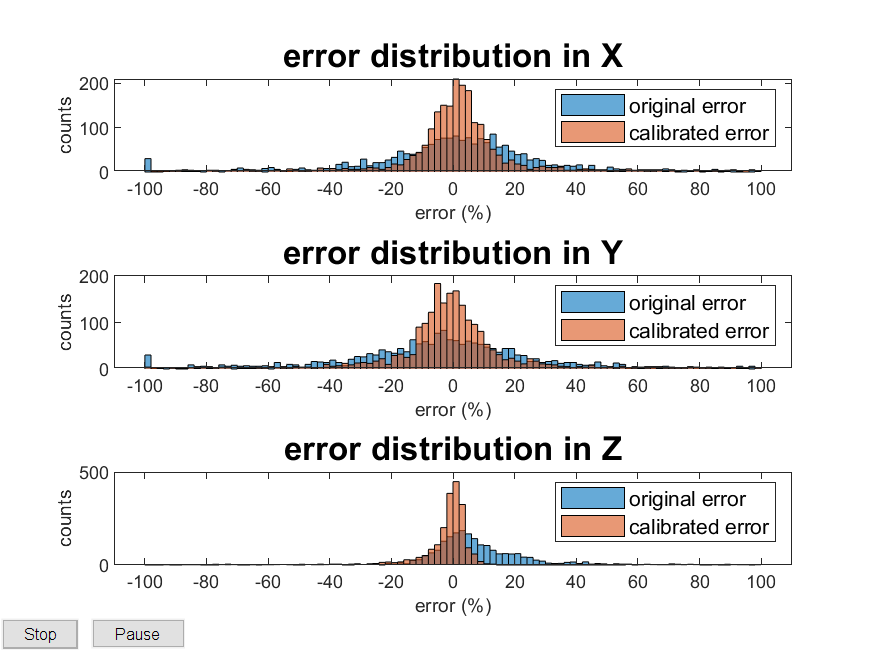 error distribution in X
200
100
0
counts
original error
calibrated error
-100 -80 -60 -40 -20 0 20 40 60 80 100
error (%)
error distribution in Y
200
100
0
counts
original error
calibrated error
-100 -80 -60 -40 -20 0 20 40 60 80 100
error (%)
error distribution in Z
500
0
counts
original error
calibrated error
-100 -80 -60 -40 -20 0 20 40 60 80 100
error (%)
Stop Pause